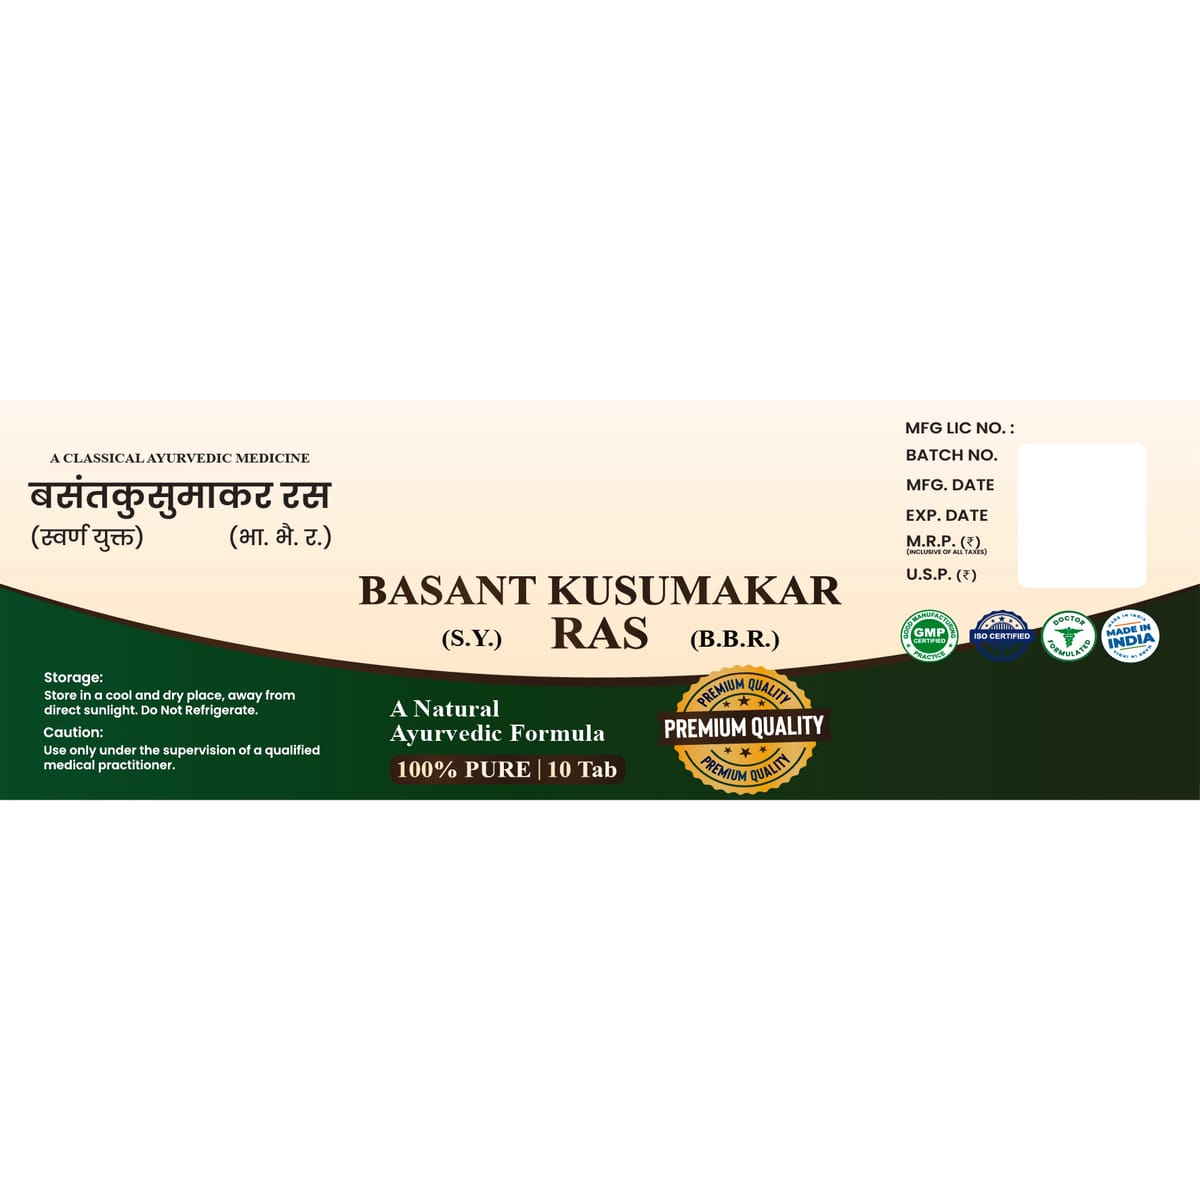 A CLASSICAL AYURVEDIC MEDICINE
बसंतकुसुमाकर रस
(स्वर्ण युक्त) (भा. भै. र.)
Storage:
Store in a cool and dry place, away from
direct sunlight. Do Not Refrigerate.
Caution:
Use only under the supervision of a qualified
medical practitioner.
BASANT KUSUMAKAR
(S.Y.) RAS (B.B.R.)
A Natural
Ayurvedic Formula
100% PURE | 10 Tab
PREMIUM QUALITY
PREMIUM QUALITY
PREMIUM QUALITY
MFG LIC NO. :
BATCH NO.
MFG. DATE
EXP. DATE
M.R.P. (₹)
(INCLUSIVE OF ALL TAXES)
U.S.P. (₹)
GOOD MANUFACTURING
GMP
CERTIFIED
PRACTICE
ISO CERTIFIED
DOCTOR
FORMULATED
MADE IN INDIA
MADE IN
INDIA